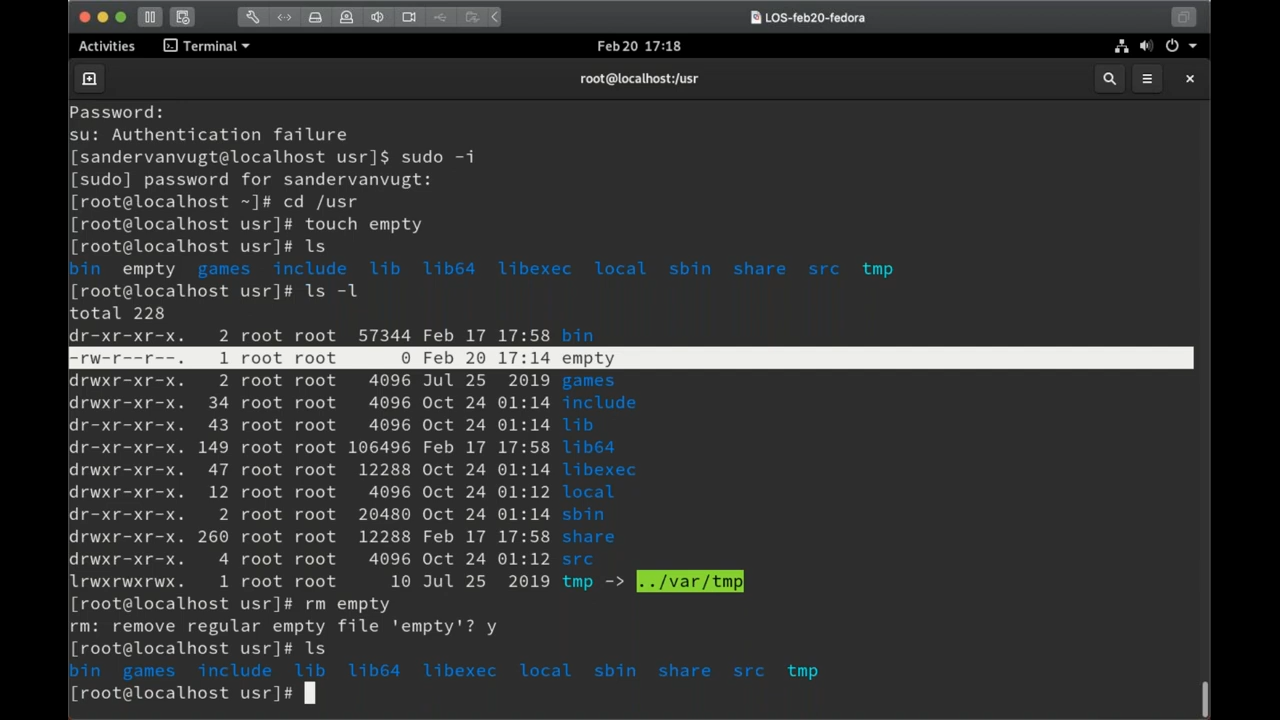 LOS-feb20-fedora
Activities Terminal Feb 20 17:18
root@localhost:/usr
Password:
su: Authentication failure
[sandervanvugt@localhost usr]$ sudo -i
[sudo] password for sandervanvugt:
[root@localhost ~]# cd /usr
[root@localhost usr]# touch empty
[root@localhost usr]# ls
bin empty games include lib lib64 libexec local sbin share src tmp
[root@localhost usr]# ls -l
total 228
dr-xr-xr-x. 2 root root 57344 Feb 17 17:58 bin
-rw-r--r--. 1 root root 0 Feb 20 17:14 empty
drwxr-xr-x. 2 root root 4096 Jul 25 2019 games
drwxr-xr-x. 34 root root 4096 Oct 24 01:14 include
dr-xr-xr-x. 43 root root 4096 Oct 24 01:14 lib
dr-xr-xr-x. 149 root root 106496 Feb 17 17:58 lib64
drwxr-xr-x. 47 root root 12288 Oct 24 01:14 libexec
drwxr-xr-x. 12 root root 4096 Oct 24 01:12 local
dr-xr-xr-x. 2 root root 20480 Oct 24 01:14 sbin
drwxr-xr-x. 260 root root 12288 Feb 17 17:58 share
drwxr-xr-x. 4 root root 4096 Oct 24 01:12 src
lrwxrwxrwx. 1 root root 10 Jul 25 2019 tmp -> ../var/tmp
[root@localhost usr]# rm empty
rm: remove regular empty file 'empty'? y
[root@localhost usr]# ls
bin games include lib lib64 libexec local sbin share src tmp
[root@localhost usr]#